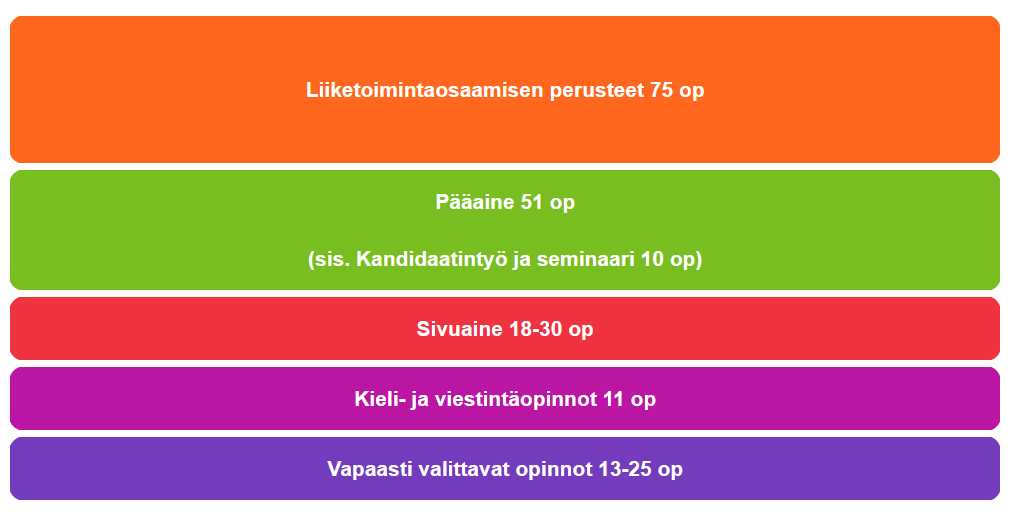 Liiketoimintaosaamisen perusteet 75 op
Pääaine 51 op
(sis. Kandidaatintyö ja seminaari 10 op)
Sivuaine 18-30 op
Kieli- ja viestintäopinnot 11 op
Vapaasti valittavat opinnot 13-25 op